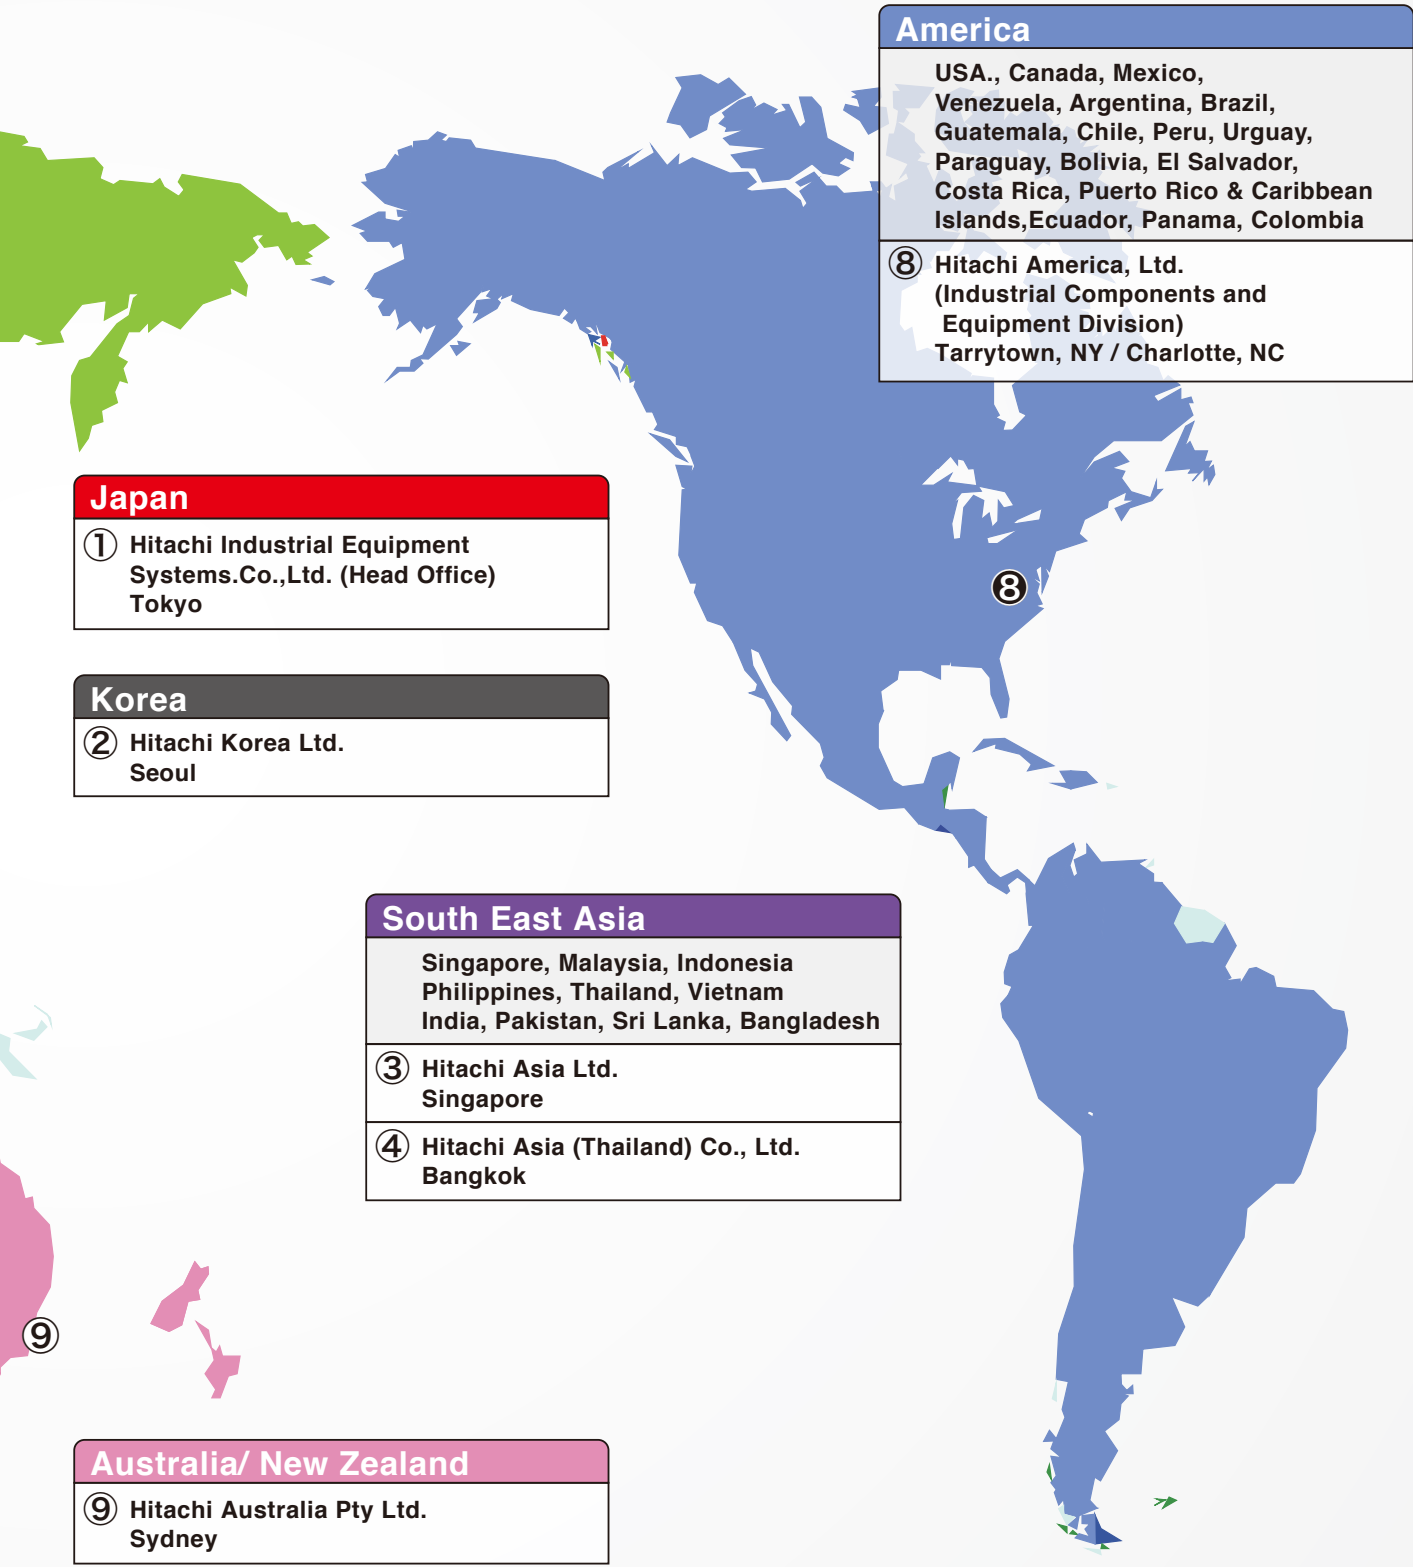 America
USA., Canada, Mexico,
Venezuela, Argentina, Brazil,
Guatemala, Chile, Peru, Urguay,
Paraguay, Bolivia, El Salvador,
Costa Rica, Puerto Rico & Caribbean
Islands,Ecuador, Panama, Colombia
⑧ Hitachi America, Ltd.
(Industrial Components and
Equipment Division)
Tarrytown, NY / Charlotte, NC
Japan
① Hitachi Industrial Equipment
Systems.Co.,Ltd. (Head Office)
Tokyo
❽
Korea
② Hitachi Korea Ltd.
Seoul
South East Asia
Singapore, Malaysia, Indonesia
Philippines, Thailand, Vietnam
India, Pakistan, Sri Lanka, Bangladesh
③ Hitachi Asia Ltd.
Singapore
④ Hitachi Asia (Thailand) Co., Ltd.
Bangkok
⑨
Australia/ New Zealand
⑨ Hitachi Australia Pty Ltd.
Sydney